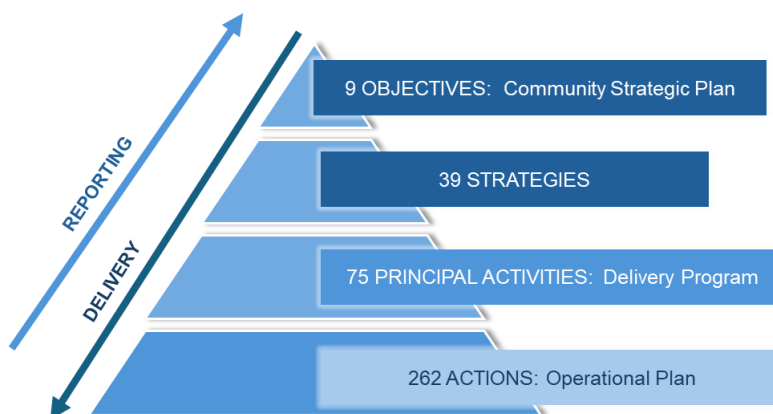 9 OBJECTIVES: Community Strategic Plan
39 STRATEGIES
REPORTING
DELIVERY
75 PRINCIPAL ACTIVITIES: Delivery Program
262 ACTIONS: Operational Plan